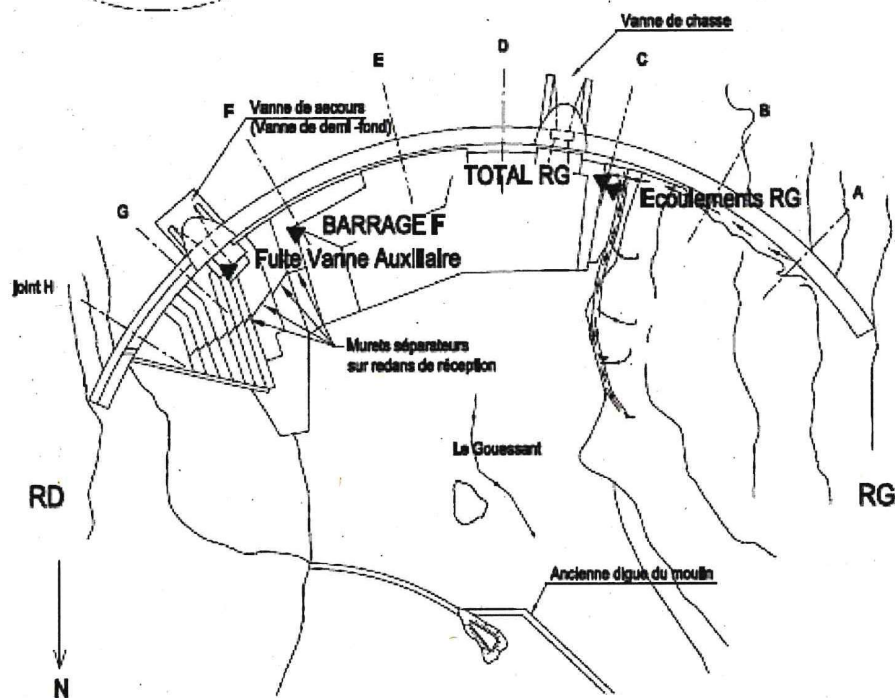 Vanne de chasse
D
E
C
F
Vanne de secours
(Vanne de demi -fond)
B
TOTAL RG
Ecoulements RG
A
G
BARRAGE F
Fuite Vanne Auxiliaire
joint H
Murets séparateurs
sur redans de réception
Le Gouessant
RD
RG
Ancienne digue du moulin
N